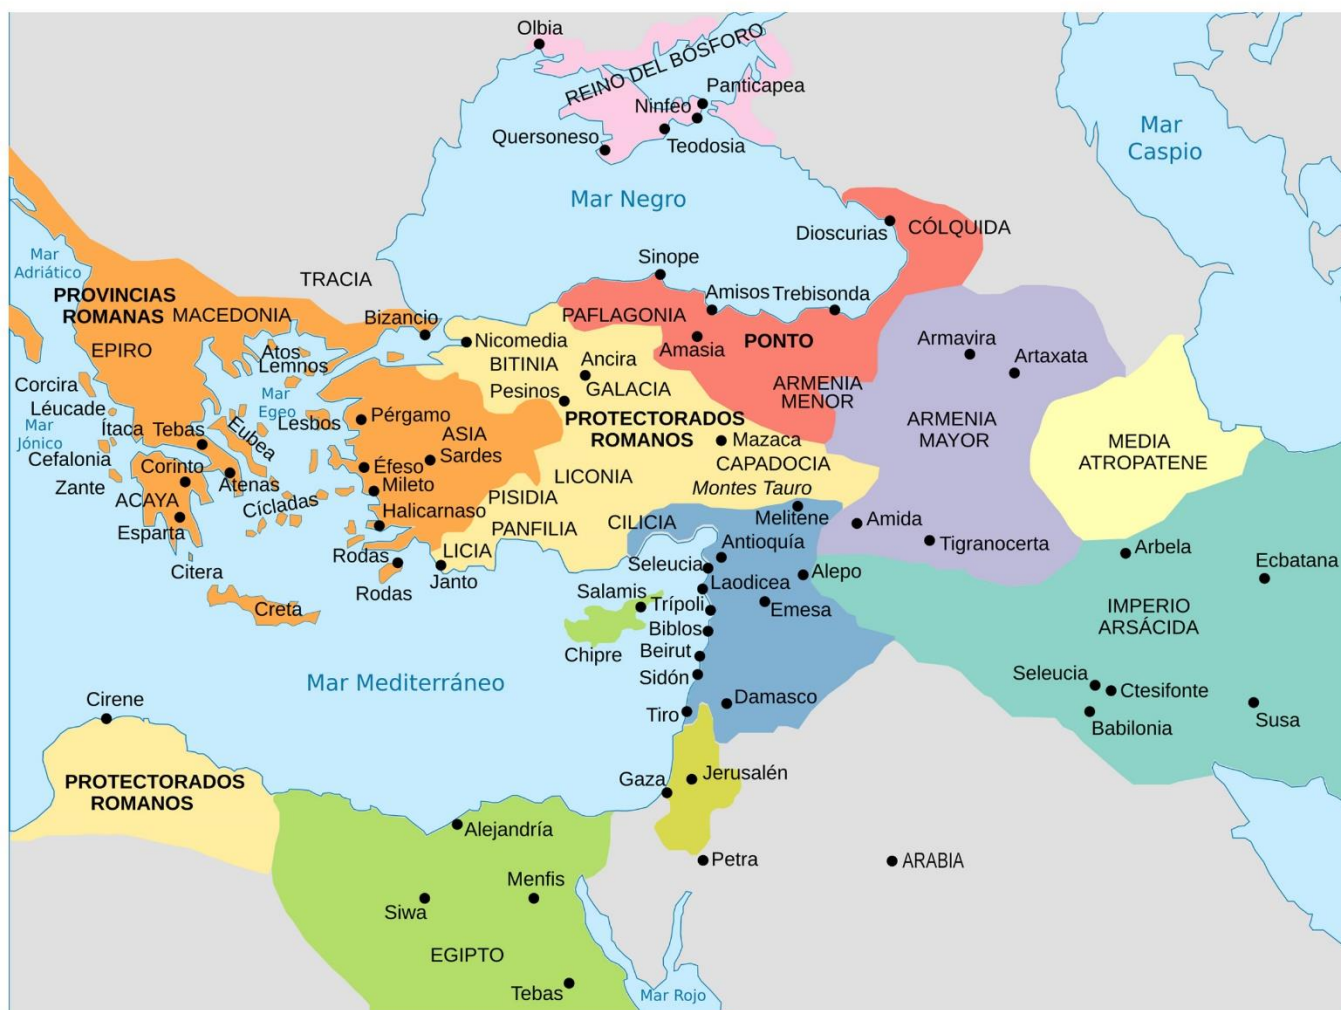 Olbia
REINO DEL BÓSFORO
Panticapea
Ninfeo
Quersoneso
Teodosia
Mar
Caspio
Mar Negro
Dioscurias
CÓLQUIDA
Mar
Adriático
TRACIA
Sinope
PROVINCIAS
ROMANAS
MACEDONIA
Bizancio
PAFLAGONIA
Amisos
Trebisonda
EPIRO
Atos
Lemnos
Nicomedia
BITINIA
Ancira
Amasia
PONTO
Armavira
Artaxata
Corcira
Léucade
Mar
Jónico
Ítaca
Tebas
Mar
Egeo
Eubea
Lesbos
Pérgamo
Pesinos
GALACIA
ARMENIA
MENOR
PROTECTORADOS
ROMANOS
ARMENIA
MAYOR
MEDIA
ATROPATENE
Cefalonia
Corinto
Zante
ACAYA
Atenas
Esparta
Cícladas
ASIA
Sardes
Éfeso
Mileto
Halicarnaso
Mazaca
CAPADOCIA
LICONIA
Montes Tauro
PISIDIA
PANFILIA
CILICIA
Melitene
Amida
Tigranocerta
Citera
Rodas
Rodas
LICIA
Janto
Antioquía
Seleucia
Laodicea
Alepo
Arbela
Ecbatana
Creta
Salamis
Trípoli
Emesa
IMPERIO
ARSÁCIDA
Chipre
Biblos
Beirut
Sidón
Mar Mediterráneo
Cirene
Tiro
Damasco
Seleucia
Ctesifonte
Babilonia
Susa
PROTECTORADOS
ROMANOS
Gaza
Jerusalén
Alejandría
Petra
ARABIA
Siwa
Menfis
EGIPTO
Tebas
Mar Rojo